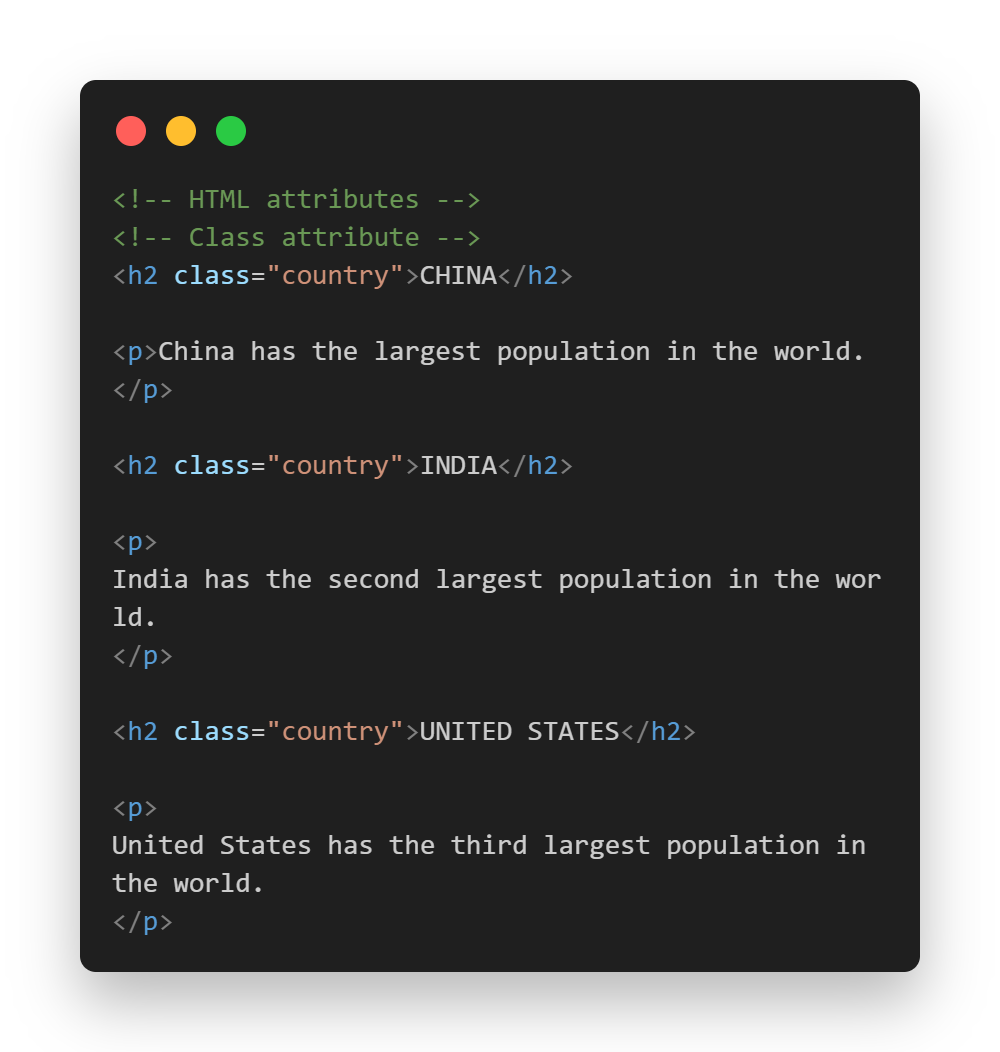 <!-- HTML attributes -->
<!-- Class attribute -->
<h2 class="country">CHINA</h2>
<p>China has the largest population in the world.
</p>
<h2 class="country">INDIA</h2>
<p>
India has the second largest population in the wor
ld.
</p>
<h2 class="country">UNITED STATES</h2>
<p>
United States has the third largest population in
the world.
</p>